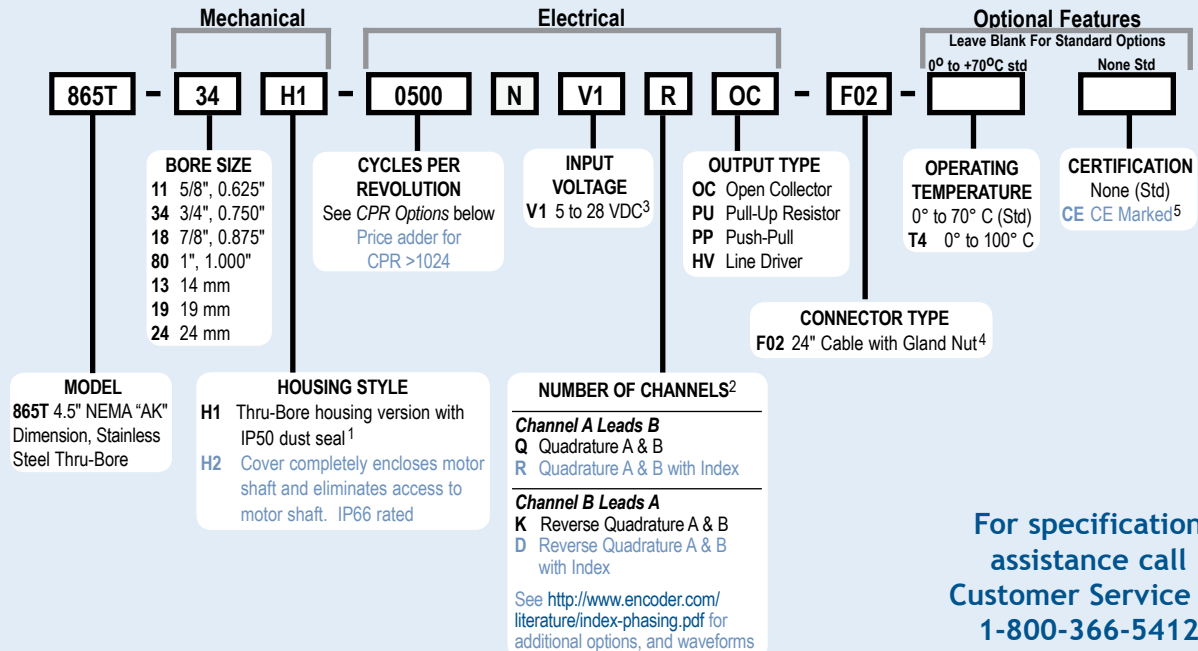 Mechanical
Electrical
Optional Features
Leave Blank For Standard Options
0º to +70ºC std
None Std
865T - 34 H1 - 0500 N V1 R OC - F02 -
BORE SIZE
11 5/8", 0.625"
34 3/4", 0.750"
18 7/8", 0.875"
80 1", 1.000"
13 14 mm
19 19 mm
24 24 mm
CYCLES PER
REVOLUTION
See CPR Options below
Price adder for
CPR >1024
INPUT
VOLTAGE
V1 5 to 28 VDC3
OUTPUT TYPE
OC Open Collector
PU Pull-Up Resistor
PP Push-Pull
HV Line Driver
OPERATING
TEMPERATURE
0° to 70° C (Std)
T4 0° to 100° C
CERTIFICATION
None (Std)
CE CE Marked5
CONNECTOR TYPE
F02 24" Cable with Gland Nut4
MODEL
865T 4.5" NEMA “AK”
Dimension, Stainless
Steel Thru-Bore
HOUSING STYLE
H1 Thru-Bore housing version with
IP50 dust seal1
H2 Cover completely encloses motor
shaft and eliminates access to
motor shaft. IP66 rated
NUMBER OF CHANNELS2
Channel A Leads B
Q Quadrature A & B
R Quadrature A & B with Index
Channel B Leads A
K Reverse Quadrature A & B
D Reverse Quadrature A & B
with Index
See http://www.encoder.com/
literature/index-phasing.pdf for
additional options, and waveforms
For specification
assistance call
Customer Service
1-800-366-5412